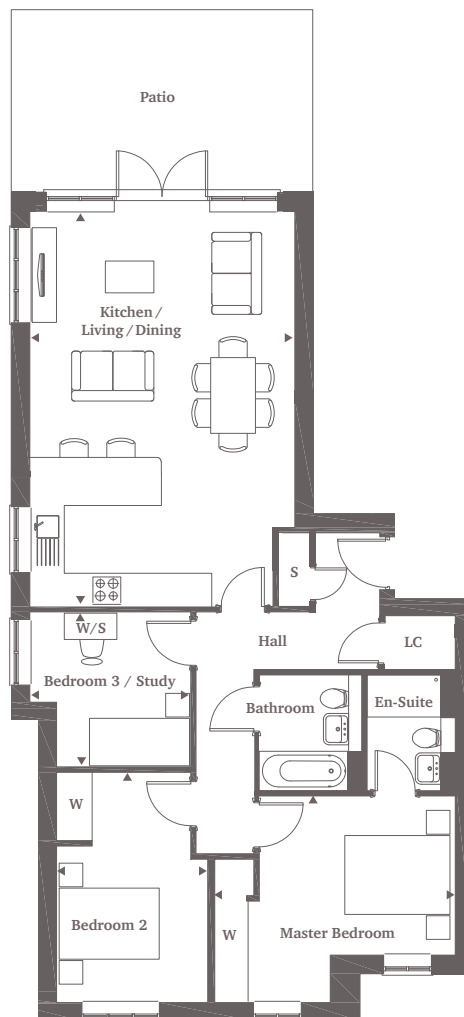 Patio
Kitchen /
Living / Dining
S
W/S
Hall
LC
Bedroom 3 / Study
Bathroom
En-Suite
W
Bedroom 2
W
Master Bedroom